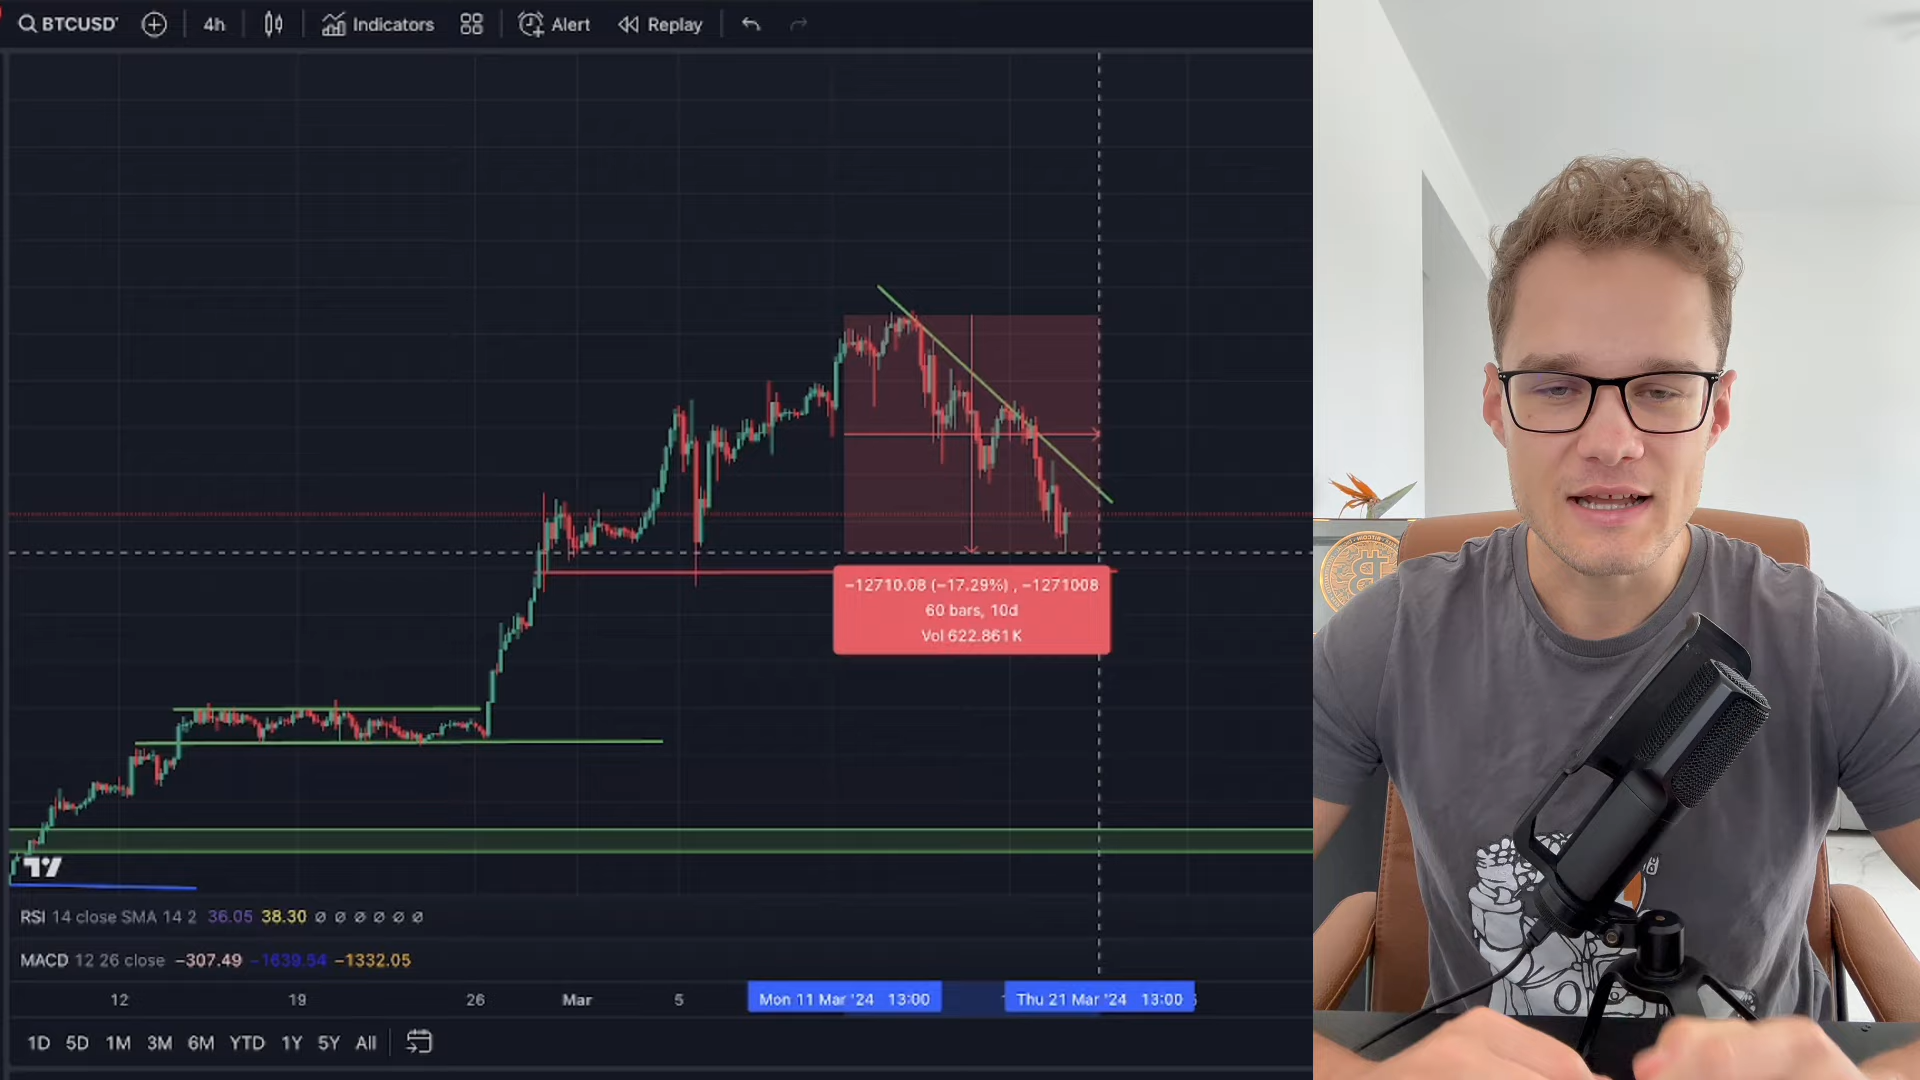 BTCUSD
4h
Indicators
Alert
Replay
−12710.08 (−17.29%) , −1271008
60 bars, 10d
Vol 622.861K
RSI 14 close SMA 14 2 36.05 38.30 ∅ ∅ ∅ ∅ ∅ ∅
MACD 12 26 close −307.49 −1639.54 −1332.05
12 19 26 Mar 5 Mon 11 Mar '24 13:00 Thu 21 Mar '24 13:00
1D 5D 1M 3M 6M YTD 1Y 5Y All